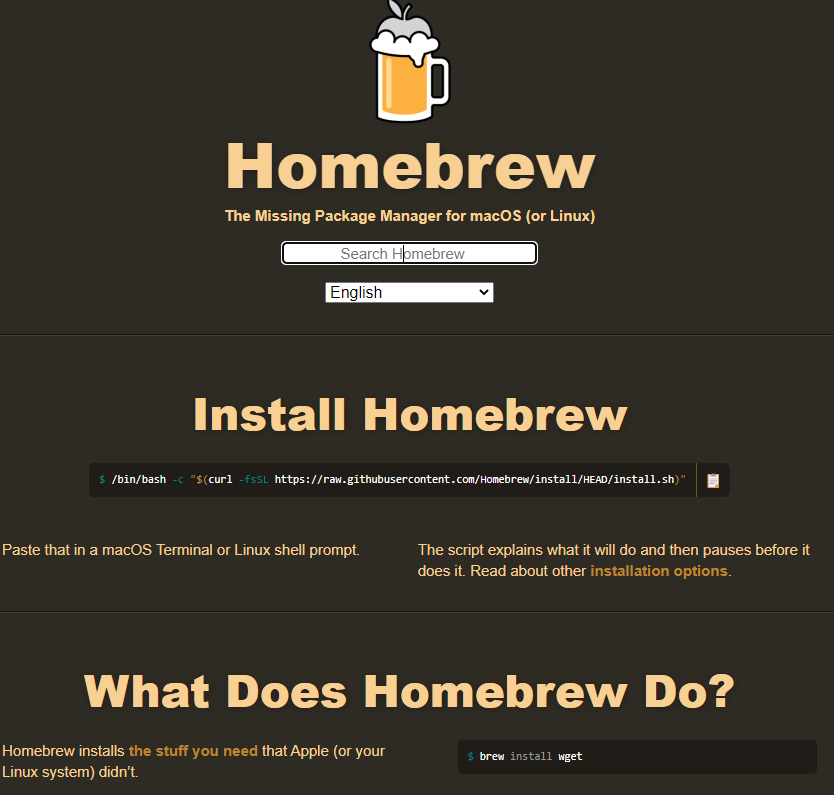 Homebrew
The Missing Package Manager for macOS (or Linux)
Search Homebrew
English
Install Homebrew
$ /bin/bash -c "$(curl -fsSL https://raw.githubusercontent.com/Homebrew/install/HEAD/install.sh)"
Paste that in a macOS Terminal or Linux shell prompt.
The script explains what it will do and then pauses before it
does it. Read about other installation options.
What Does Homebrew Do?
Homebrew installs the stuff you need that Apple (or your
Linux system) didn’t.
$ brew install wget